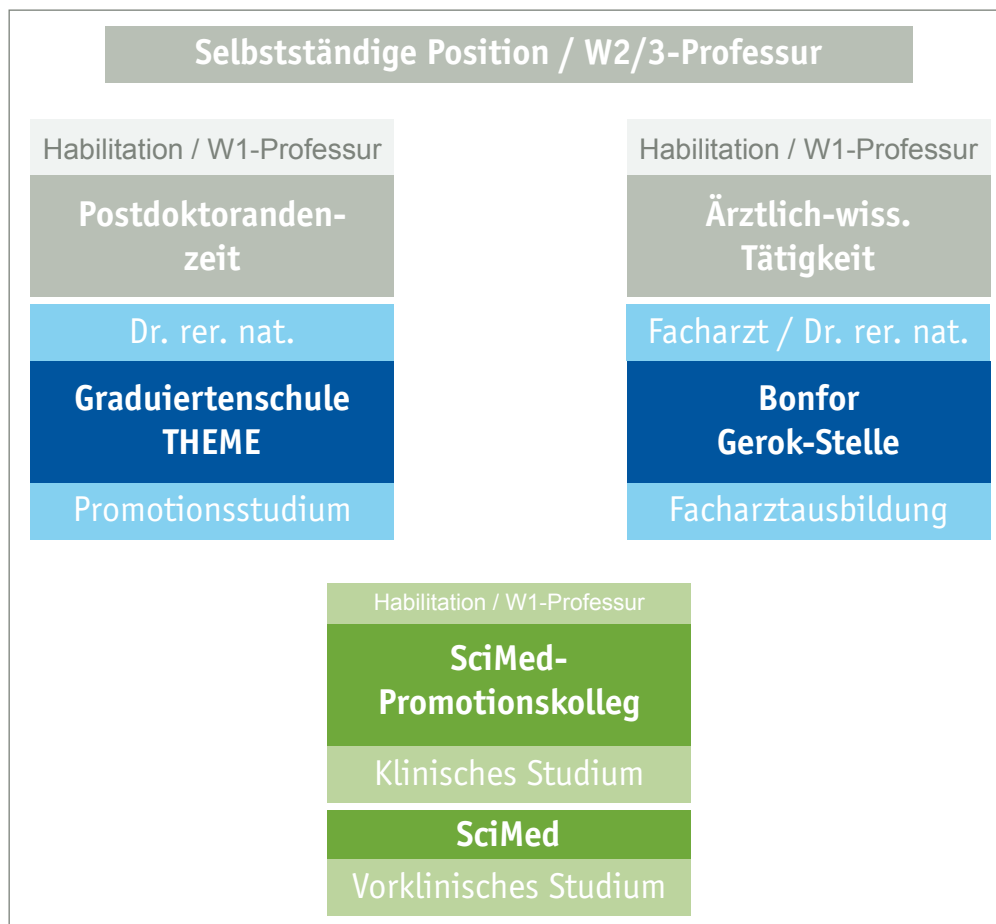 Selbstständige Position / W2/3-Professur
Habilitation / W1-Professur
Postdoktoranden-
zeit
Dr. rer. nat.
Graduiertenschule
THEME
Promotionsstudium
Habilitation / W1-Professur
Ärztlich-wiss.
Tätigkeit
Facharzt / Dr. rer. nat.
Bonfor
Gerok-Stelle
Facharztausbildung
Habilitation / W1-Professur
SciMed-
Promotionskolleg
Klinisches Studium
SciMed
Vorklinisches Studium